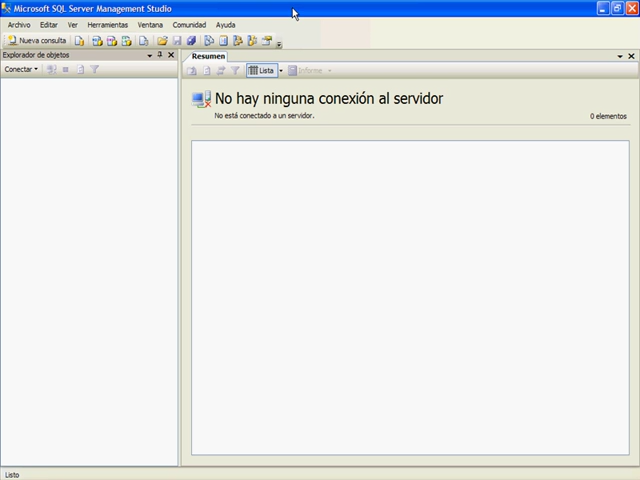 Microsoft SQL Server Management Studio
Archivo Editar Ver Herramientas Ventana Comunidad Ayuda
Nueva consulta
Explorador de objetos
Resumen
Conectar
Lista
Informe
No hay ninguna conexión al servidor
No está conectado a un servidor.
0 elementos
Listo